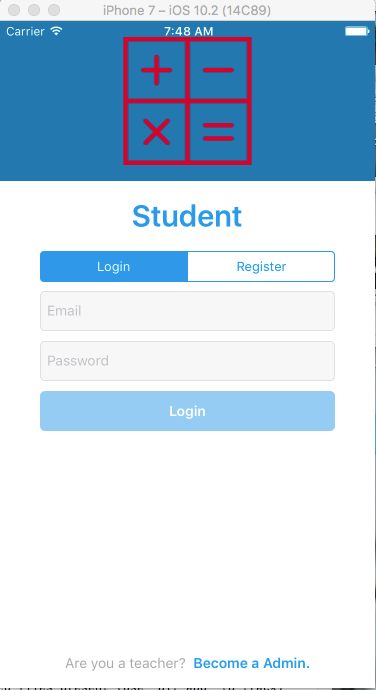 iPhone 7 – iOS 10.2 (14C89)
Carrier 7:48 AM
+ −
× =
Student
Login Register
Email
Password
Login
Are you a teacher? Become a Admin.